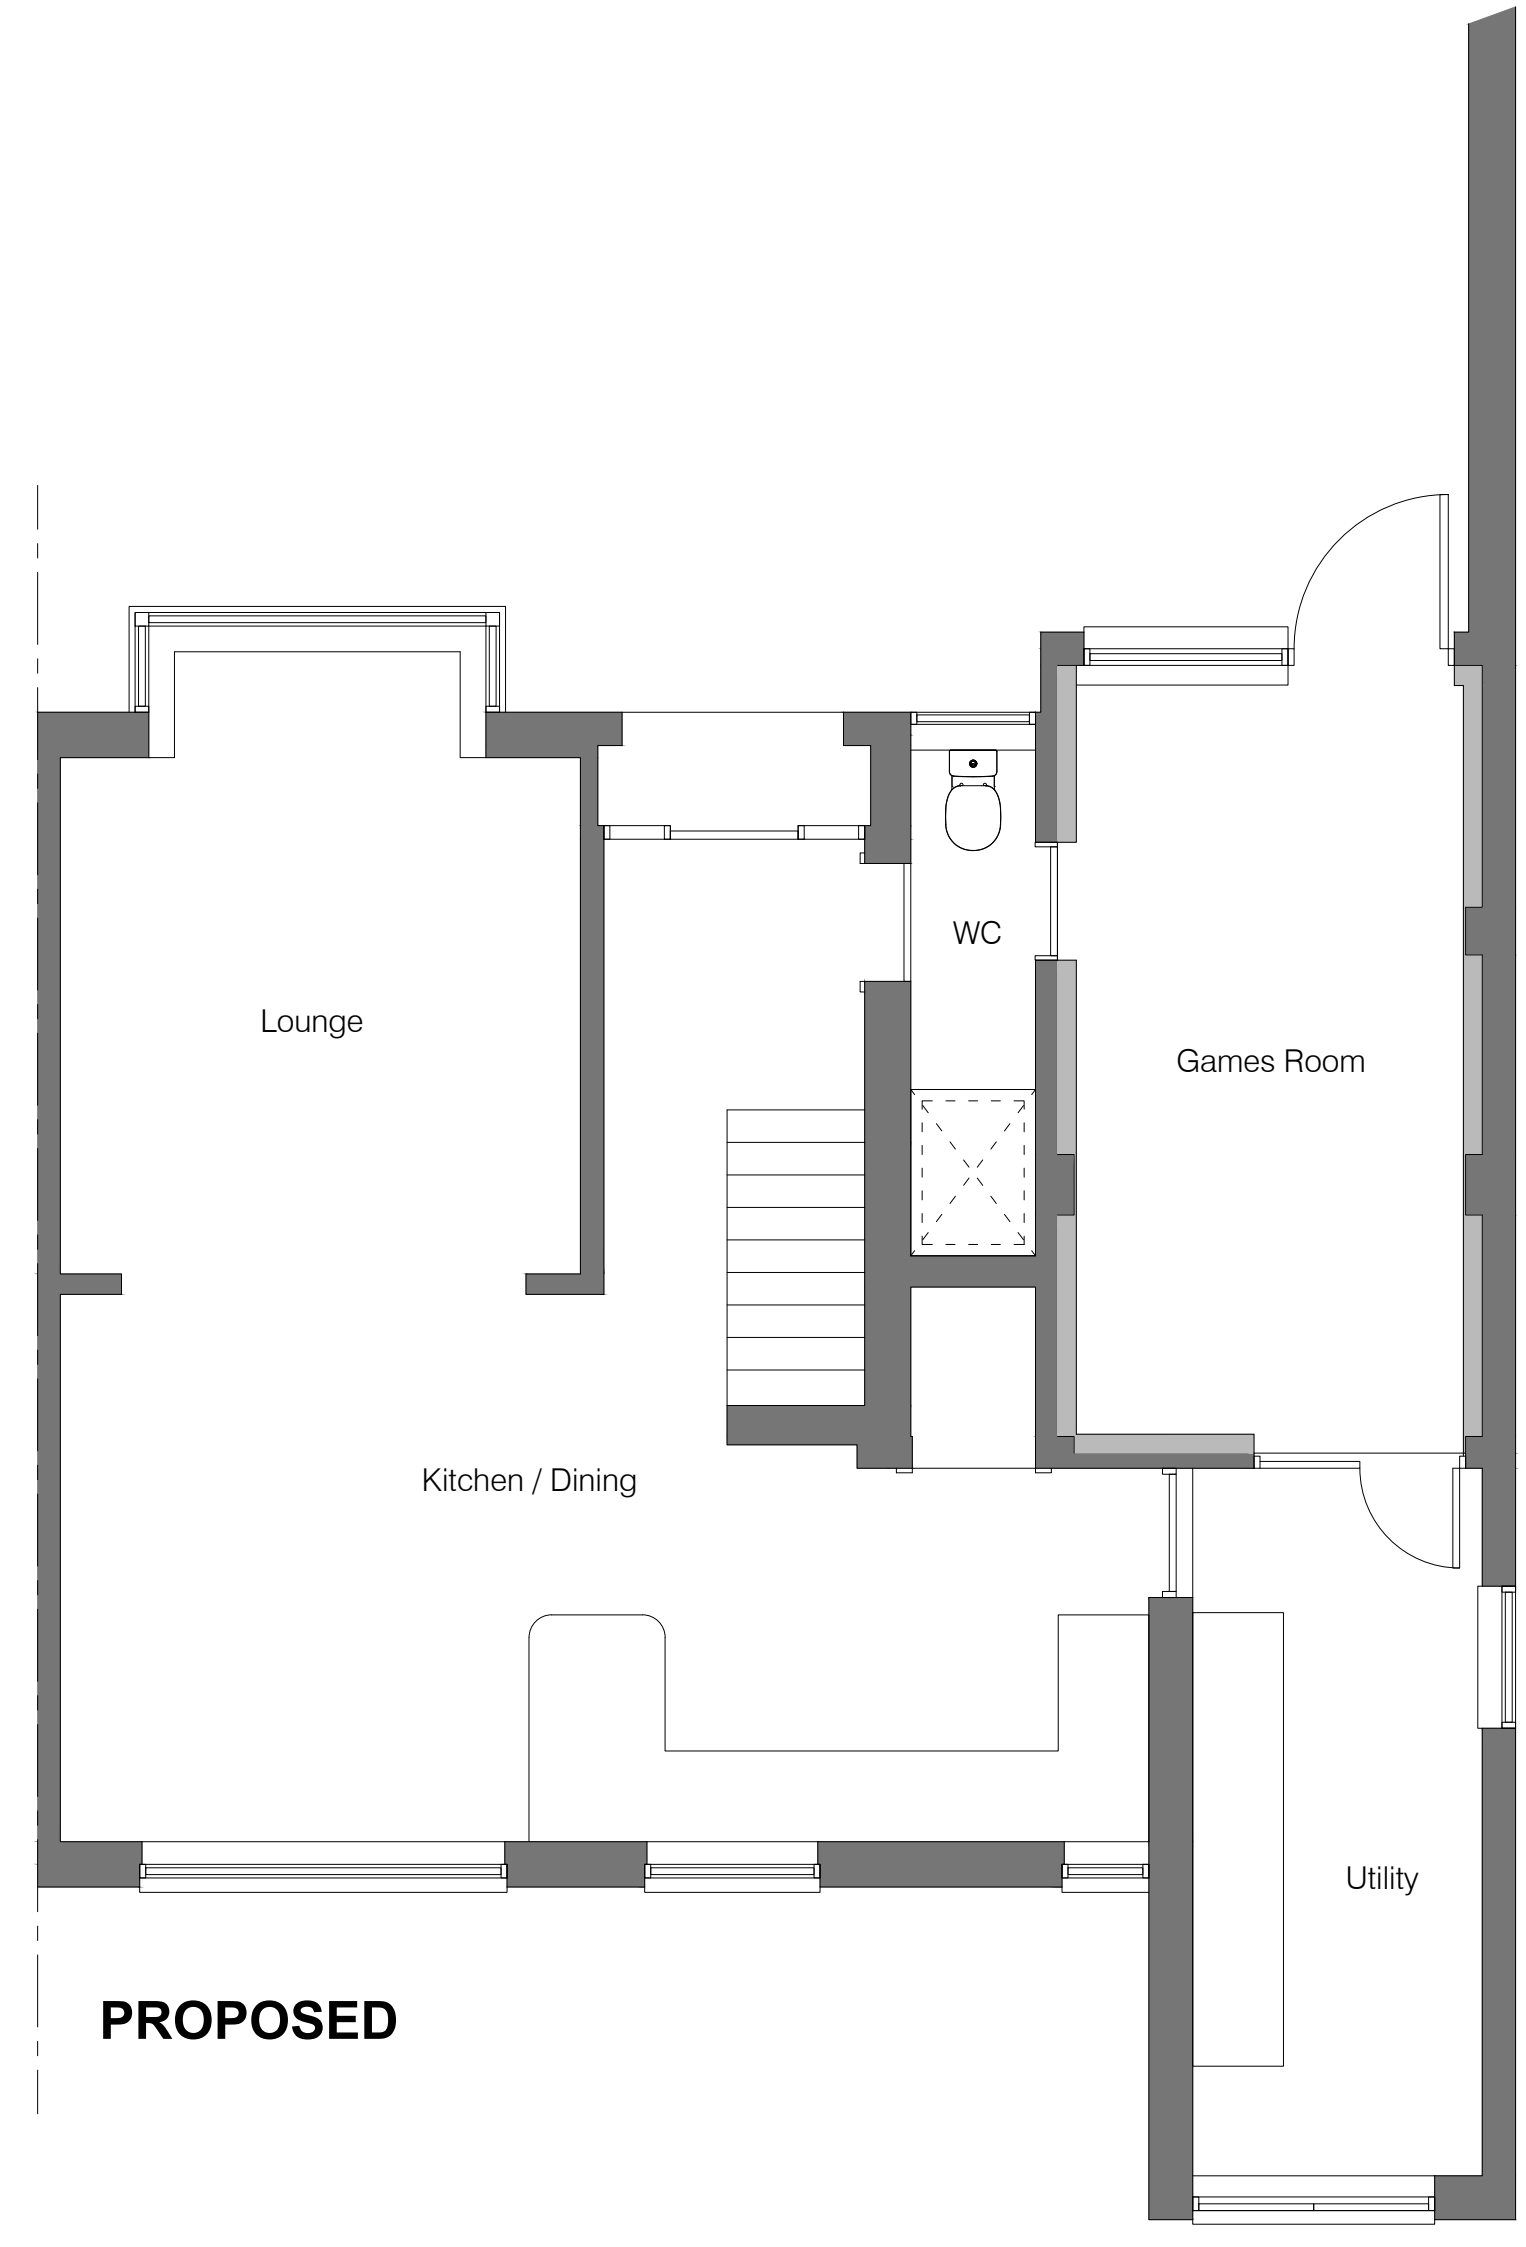 WC
Lounge
Games Room
Kitchen / Dining
Utility
PROPOSED